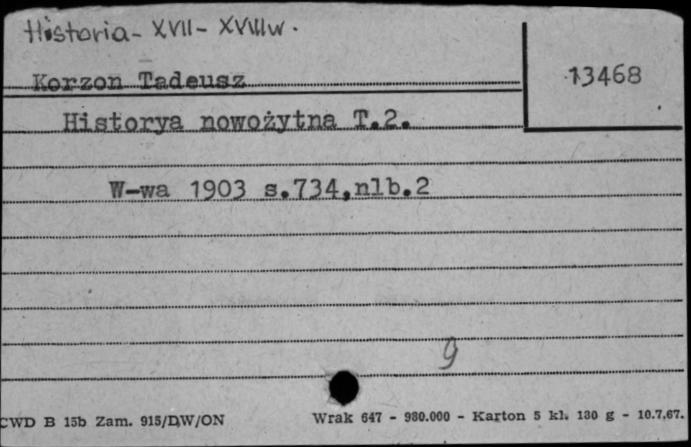 Historia - XVII - XVIIIw.
13468
Korzon Tadeusz
Historya nowożytna T.2.
W-wa 1903 s.734,nlb.2
9
CWD B 15b Zam. 915/DW/ON
Wrak 647 - 980.000 - Karton 5 kl. 130 g - 10.7.67.